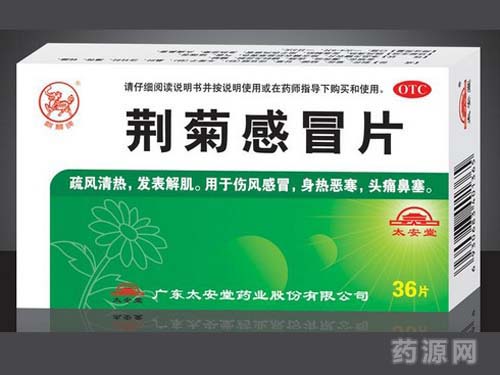 请仔细阅读说明书并按说明使用或在药师指导下购买和使用。
OTC
荆菊感冒片
疏风清热,发表解肌。用于伤风感冒,身热恶寒,头痛鼻塞。
太安堂
太安堂
广东太安堂药业股份有限公司
36片
药源网